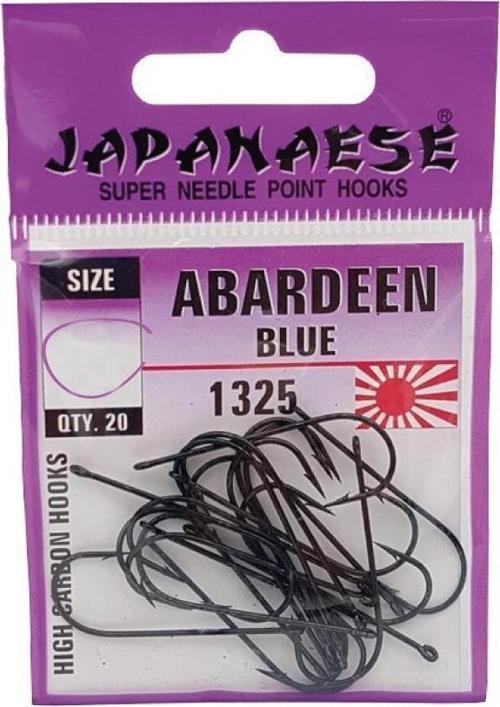 JAPANAESE®
SUPER NEEDLE POINT HOOKS
SIZE
QTY. 20
ABARDEEN
BLUE
1325
HIGH CARBON HOOKS